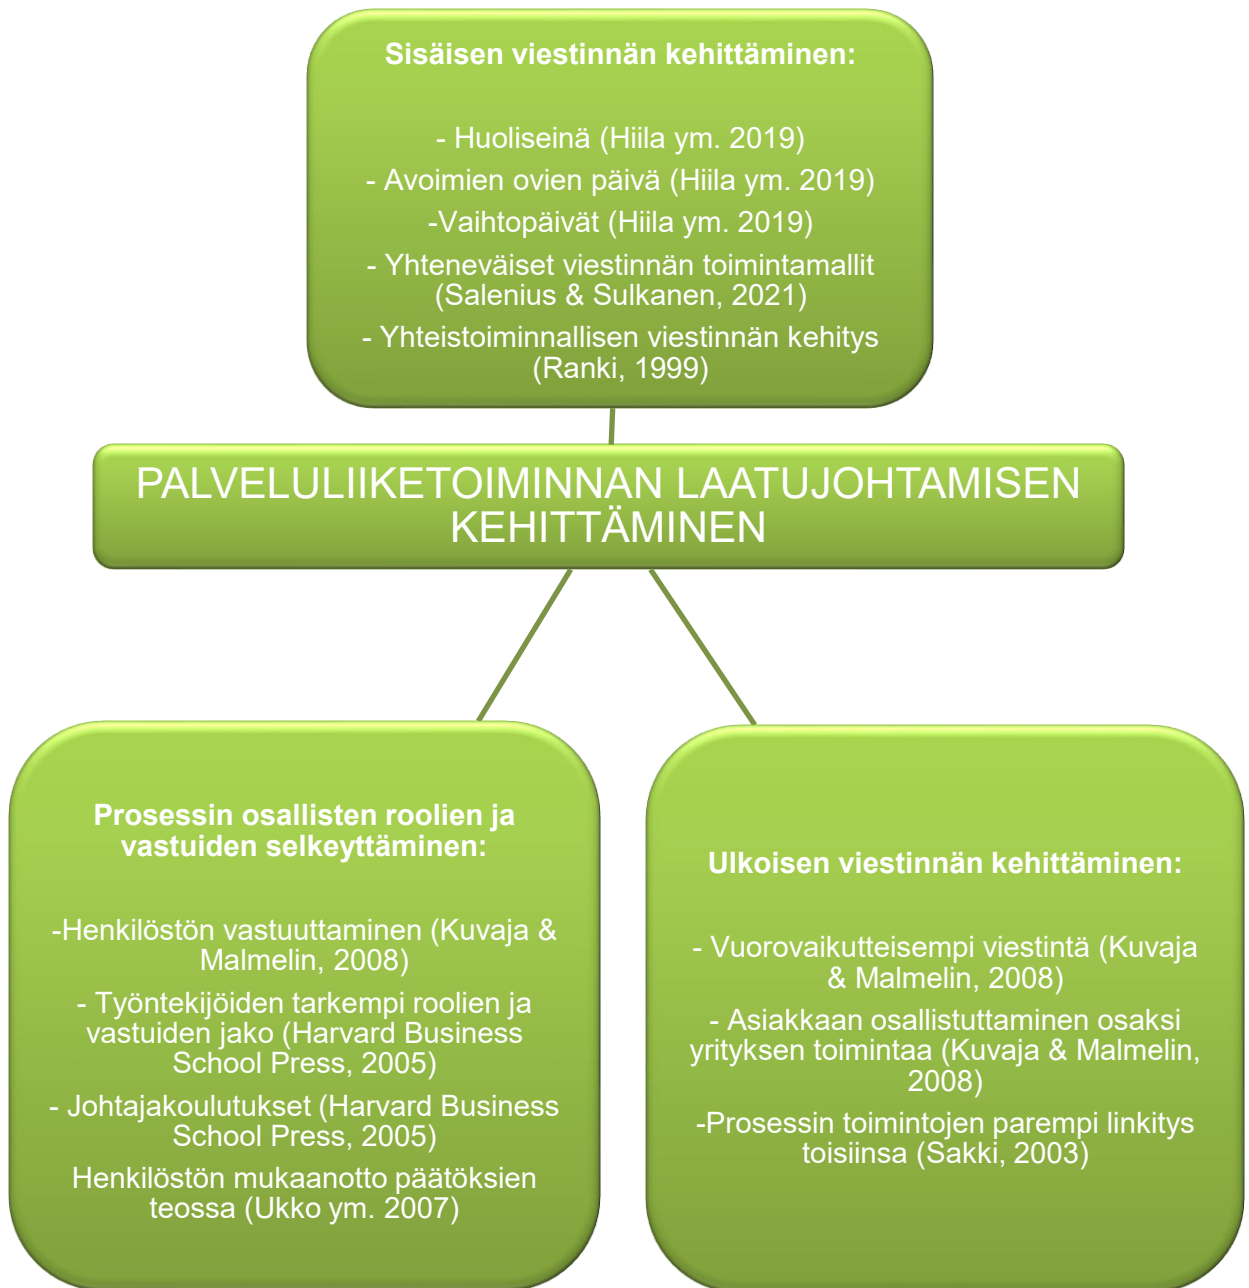 Sisäisen viestinnän kehittäminen:
- Huoliseinä (Hiila ym. 2019)
- Avoimien ovien päivä (Hiila ym. 2019)
-Vaihtopäivät (Hiila ym. 2019)
- Yhteneväiset viestinnän toimintamallit
(Salenius & Sulkanen, 2021)
- Yhteistoiminnallisen viestinnän kehitys
(Ranki, 1999)
PALVELULIIKETOIMINNAN LAATUJOHTAMISEN
KEHITTÄMINEN
Prosessin osallisten roolien ja
vastuiden selkeyttäminen:
-Henkilöstön vastuuttaminen (Kuvaja &
Malmelin, 2008)
- Työntekijöiden tarkempi roolien ja
vastuiden jako (Harvard Business
School Press, 2005)
- Johtajakoulutukset (Harvard Business
School Press, 2005)
Henkilöstön mukaanotto päätöksien
teossa (Ukko ym. 2007)
Ulkoisen viestinnän kehittäminen:
- Vuorovaikutteisempi viestintä (Kuvaja
& Malmelin, 2008)
- Asiakkaan osallistuttaminen osaksi
yrityksen toimintaa (Kuvaja & Malmelin,
2008)
-Prosessin toimintojen parempi linkitys
toisiinsa (Sakki, 2003)